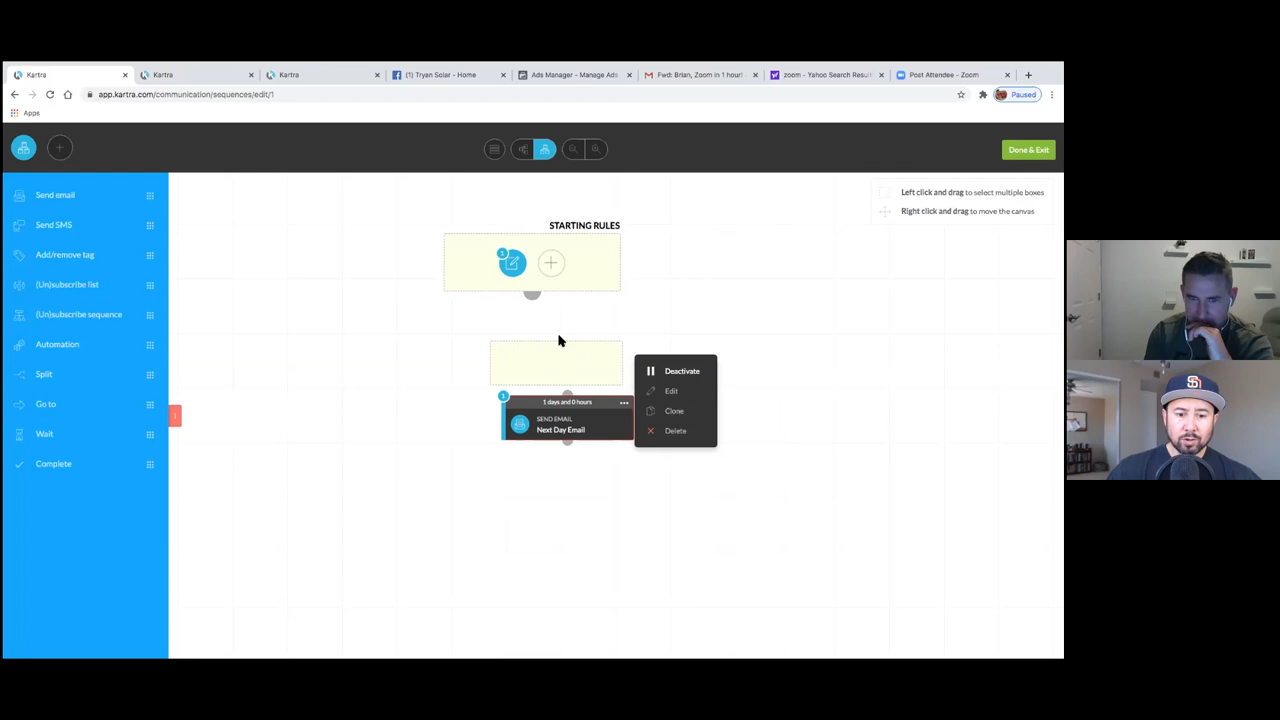 Kartra
Kartra
Kartra
(1) Tryan Solar - Home
Ads Manager - Manage Ads
Fwd: Brian, Zoom in 1 hour!
zoom - Yahoo Search Resul
Post Attendee - Zoom
app.kartra.com/communication/sequences/edit/1
Paused
Apps
Done & Exit
Send email
Send SMS
Add/remove tag
(Un)subscribe list
(Un)subscribe sequence
Automation
Split
Go to
Wait
Complete
Left click and drag to select multiple boxes
Right click and drag to move the canvas
STARTING RULES
1
1
1 days and 0 hours
SEND EMAIL
Next Day Email
Deactivate
Edit
Clone
Delete